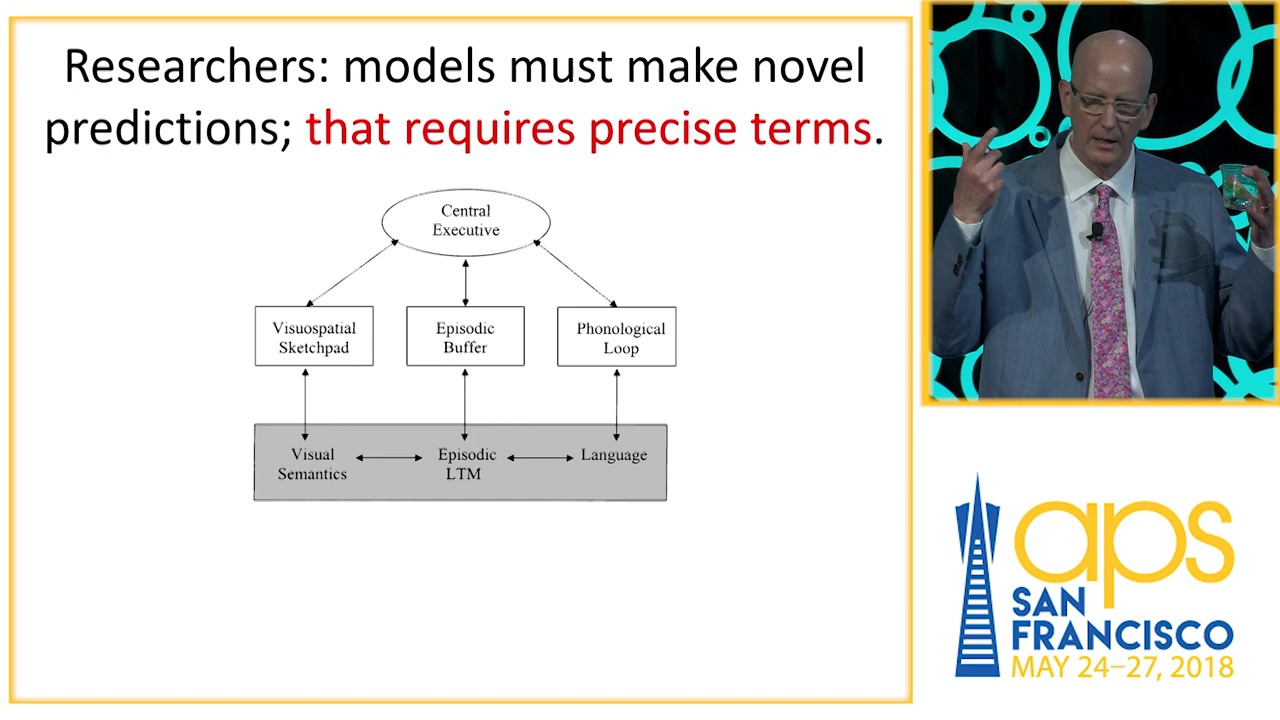 Researchers: models must make novel
predictions; that requires precise terms.
Central
Executive
Visuospatial
Sketchpad
Episodic
Buffer
Phonological
Loop
Visual
Semantics
Episodic
LTM
Language
aps
SAN
FRANCISCO
MAY 24–27, 2018